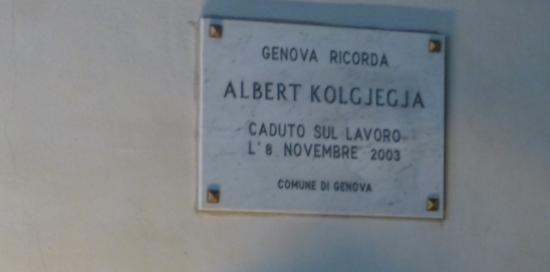 GENOVA RICORDA
ALBERT KOLGJEGJA
CADUTO SUL LAVORO
L'8 NOVEMBRE 2003
COMUNE DI GENOVA